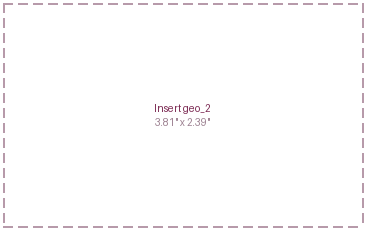 Insert geo_2
3.81" x 2.39"